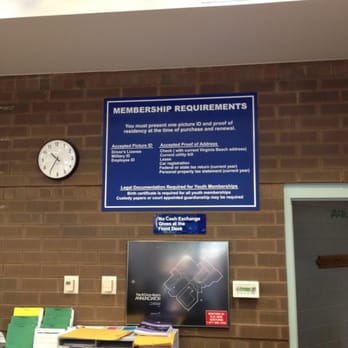 MEMBERSHIP REQUIREMENTS
You must present one picture ID and proof of
residency at the time of purchase and renewal.
Accepted Picture ID
Driver's License
Military ID
Employee ID
Accepted Proof of Address
Check ( with current Virginia Beach address)
Current utility bill
Lease
Car registration
Federal or state tax return (current year)
Personal property tax statement (current year)
Legal Documentation Required for Youth Memberships
Birth certificate is required for all youth memberships
Custody papers or court appointed guardianship may be required
No Cash Exchange
Given at the
Front Desk